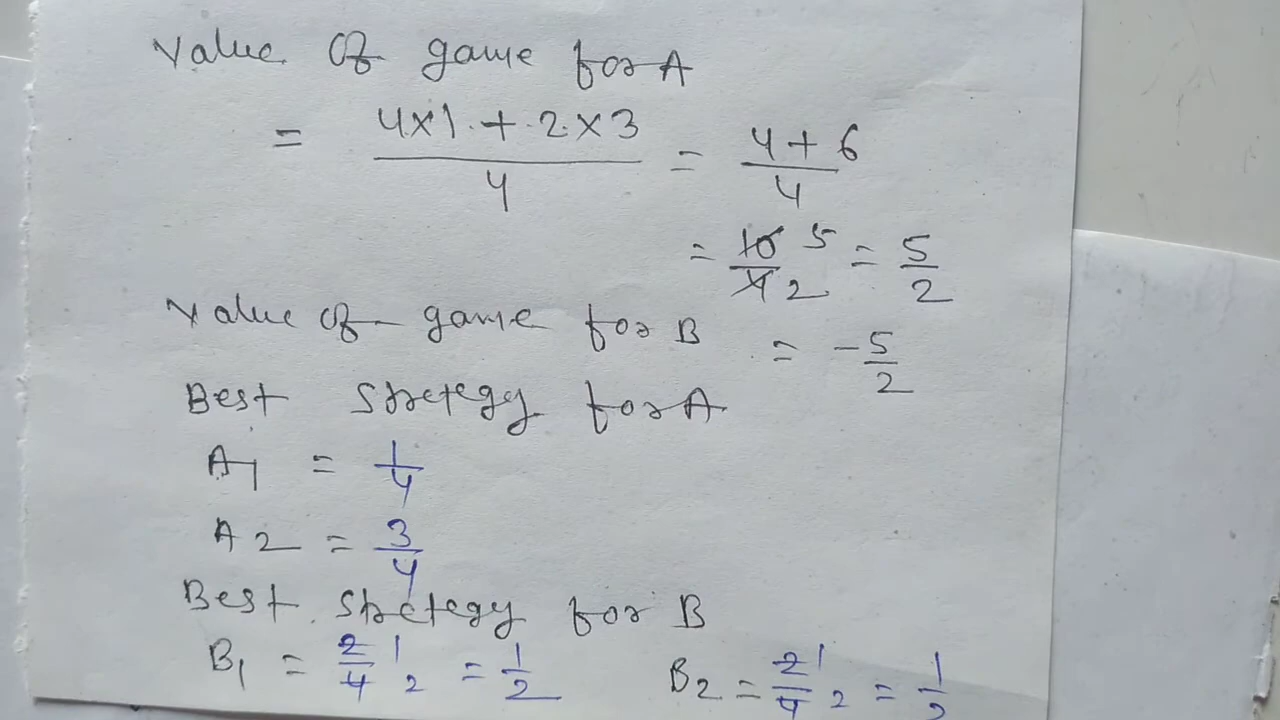 Value of game for A
= 4×1 + 2×3 / 4 = 4+6 / 4
= 10 5 / 4 2 = 5/2
Value of game for B = -5/2
Best Stretegy for A
A1 = 1/4
A2 = 3/4
Best Stretegy for B
B1 = 2/4 1 2 = 1/2 B2 = 2/4 1 2 = 1/2